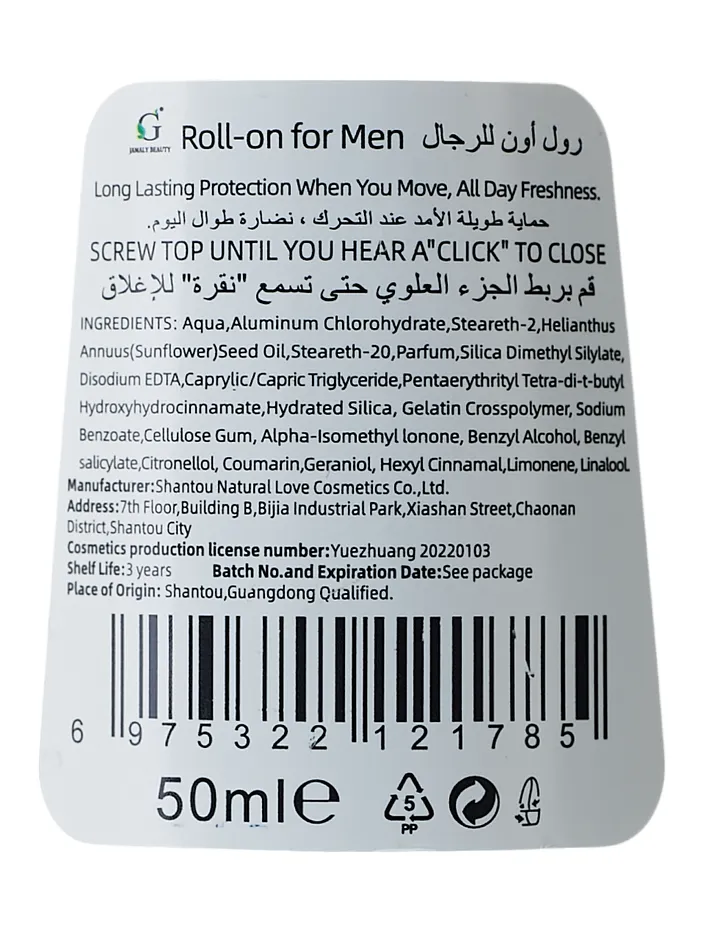 G
JAMALY BEAUTY
Roll-on for Men رول أون للرجال
Long Lasting Protection When You Move, All Day Freshness.
حماية طويلة الأمد عند التحرك ، نضارة طوال اليوم.
SCREW TOP UNTIL YOU HEAR A"CLICK" TO CLOSE
قم بربط الجزء العلوي حتى تسمع "نقرة" للإغلاق
INGREDIENTS: Aqua,Aluminum Chlorohydrate,Steareth-2,Helianthus
Annuus(Sunflower)Seed Oil,Steareth-20,Parfum,Silica Dimethyl Silylate,
Disodium EDTA,Caprylic/Capric Triglyceride,Pentaerythrityl Tetra-di-t-butyl
Hydroxyhydrocinnamate,Hydrated Silica, Gelatin Crosspolymer, Sodium
Benzoate,Cellulose Gum, Alpha-Isomethyl lonone, Benzyl Alcohol, Benzyl
salicylate,Citronellol, Coumarin,Geraniol, Hexyl Cinnamal,Limonene, Linalool.
Manufacturer:Shantou Natural Love Cosmetics Co.,Ltd.
Address:7th Floor,Building B,Bijia Industrial Park,Xiashan Street,Chaonan
District,Shantou City
Cosmetics production license number:Yuezhuang 20220103
Shelf Life:3 years Batch No.and Expiration Date:See package
Place of Origin: Shantou,Guangdong Qualified.
6 975322 121785
50ml e 5 PP